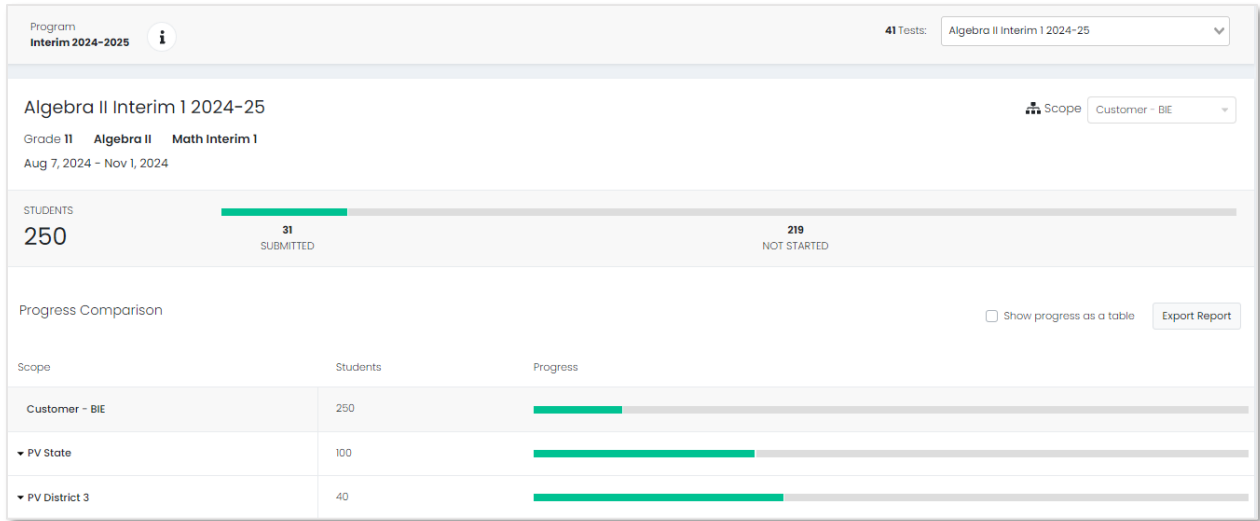 Program
Interim 2024-2025
i
41 Tests:
Algebra II Interim 1 2024-25
Algebra II Interim 1 2024-25
Scope
Customer - BIE
Grade 11 Algebra II Math Interim 1
Aug 7, 2024 - Nov 1, 2024
STUDENTS
250
31
SUBMITTED
219
NOT STARTED
Progress Comparison
Show progress as a table
Export Report
Scope Students Progress
Customer - BIE 250
PV State 100
PV District 3 40